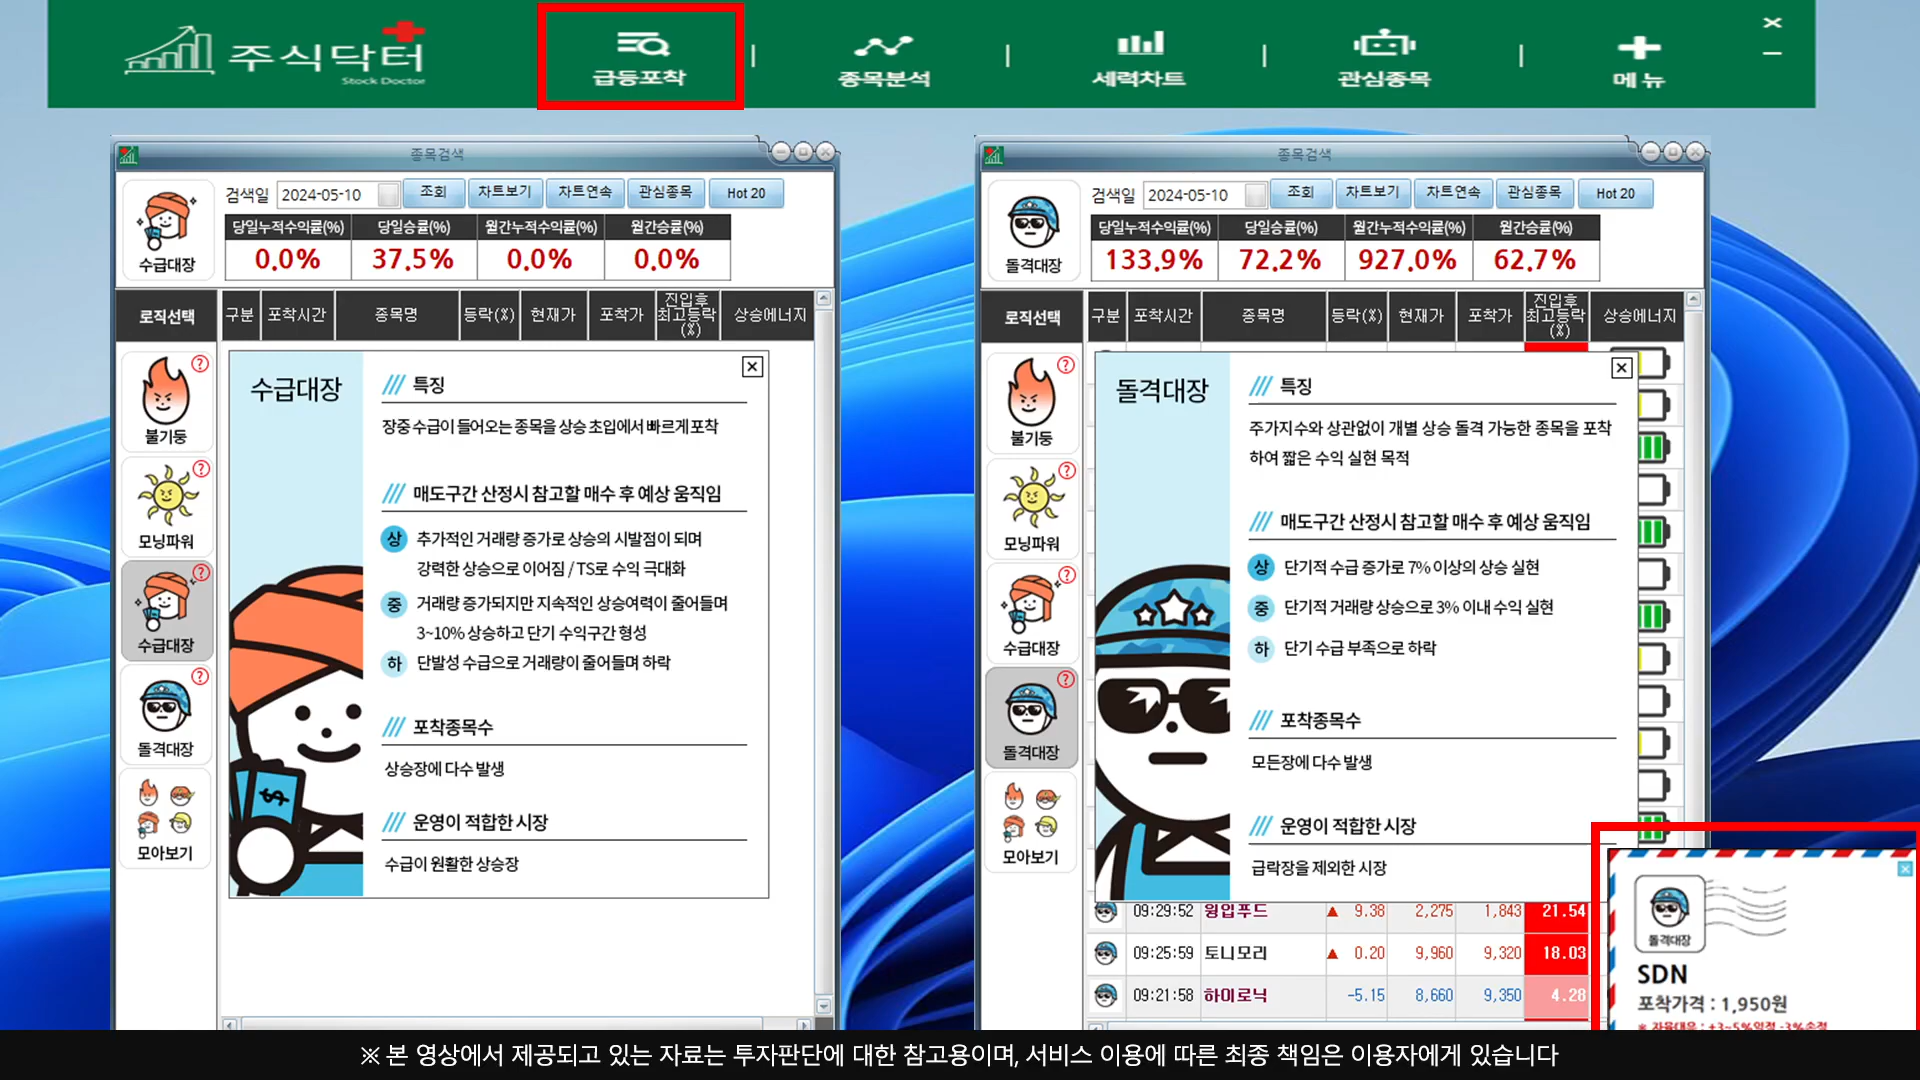 주식닥터
Stock Doctor
급등포착
종목분석
세력차트
관심종목
메뉴
종목검색
수급대장
검색일 2024-05-10 조회 차트보기 차트연속 관심종목 Hot 20
당일누적수익률(%) 당일승률(%) 월간누적수익률(%) 월간승률(%)
0.0% 37.5% 0.0% 0.0%
로직선택 구분 포착시간 종목명 등락(%) 현재가 포착가 진입후 최고등락 (%) 상승에너지
불기둥
모닝파워
수급대장
돌격대장
모아보기
수급대장
/// 특징
장중 수급이 들어오는 종목을 상승 초입에서 빠르게 포착
/// 매도구간 산정시 참고할 매수 후 예상 움직임
상 추가적인 거래량 증가로 상승의 시발점이 되며
강력한 상승으로 이어짐 / TS로 수익 극대화
중 거래량 증가되지만 지속적인 상승여력이 줄어들며
3~10% 상승하고 단기 수익구간 형성
하 단발성 수급으로 거래량이 줄어들며 하락
/// 포착종목수
상승장에 다수 발생
/// 운영이 적합한 시장
수급이 원활한 상승장
종목검색
돌격대장
검색일 2024-05-10 조회 차트보기 차트연속 관심종목 Hot 20
당일누적수익률(%) 당일승률(%) 월간누적수익률(%) 월간승률(%)
133.9% 72.2% 927.0% 62.7%
로직선택 구분 포착시간 종목명 등락(%) 현재가 포착가 진입후 최고등락 (%) 상승에너지
불기둥
모닝파워
수급대장
돌격대장
모아보기
돌격대장
/// 특징
주가지수와 상관없이 개별 상승 돌격 가능한 종목을 포착
하여 짧은 수익 실현 목적
/// 매도구간 산정시 참고할 매수 후 예상 움직임
상 단기적 수급 증가로 7% 이상의 상승 실현
중 단기적 거래량 상승으로 3% 이내 수익 실현
하 단기 수급 부족으로 하락
/// 포착종목수
모든장에 다수 발생
/// 운영이 적합한 시장
급락장을 제외한 시장
09:29:52 윙입푸드 ▲ 9.38 2,275 1,843 21.54
09:25:59 토니모리 ▲ 0.20 9,960 9,320 18.03
09:21:58 하이로닉 -5.15 8,660 9,350 4.28
돌격대장
SDN
포착가격 : 1,950원
※ 본 영상에서 제공되고 있는 자료는 투자판단에 대한 참고용이며, 서비스 이용에 따른 최종 책임은 이용자에게 있습니다